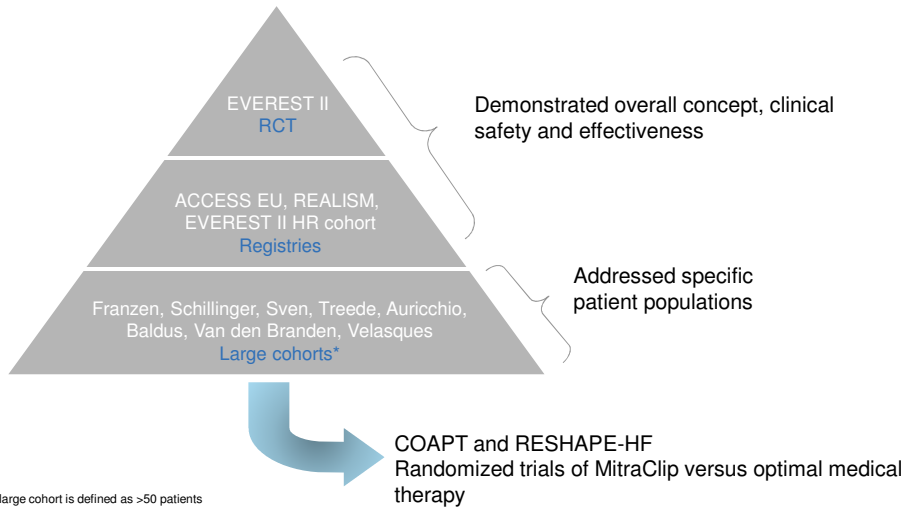 EVEREST II
RCT
Demonstrated overall concept, clinical
safety and effectiveness
ACCESS EU, REALISM,
EVEREST II HR cohort
Registries
Addressed specific
patient populations
Franzen, Schillinger, Sven, Treede, Auricchio,
Baldus, Van den Branden, Velasques
Large cohorts*
COAPT and RESHAPE-HF
Randomized trials of MitraClip versus optimal medical
therapy
large cohort is defined as >50 patients